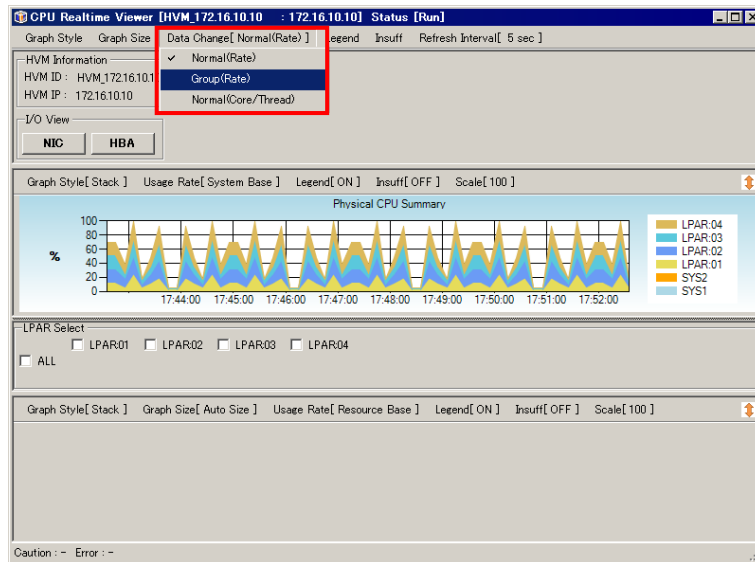 CPU Realtime Viewer [HVM_172.16.10.10 : 172.16.10.10] Status [Run]
Graph Style Graph Size Data Change[ Normal(Rate) ] Legend Insuff Refresh Interval[ 5 sec ]
Normal(Rate)
Group(Rate)
Normal(Core/Thread)
HVM Information
HVM ID : HVM_172.16.10.1
HVM IP : 172.16.10.10
I/O View
NIC HBA
Graph Style[ Stack ] Usage Rate[ System Base ] Legend[ ON ] Insuff[ OFF ] Scale[ 100 ]
Physical CPU Summary
%
100
80
60
40
20
0
17:44:00 17:45:00 17:46:00 17:47:00 17:48:00 17:49:00 17:50:00 17:51:00 17:52:00
LPAR:04
LPAR:03
LPAR:02
LPAR:01
SYS2
SYS1
LPAR Select
LPAR:01 LPAR:02 LPAR:03 LPAR:04
ALL
Graph Style[ Stack ] Graph Size[ Auto Size ] Usage Rate[ Resource Base ] Legend[ ON ] Insuff[ OFF ] Scale[ 100 ]
Caution : - Error : -